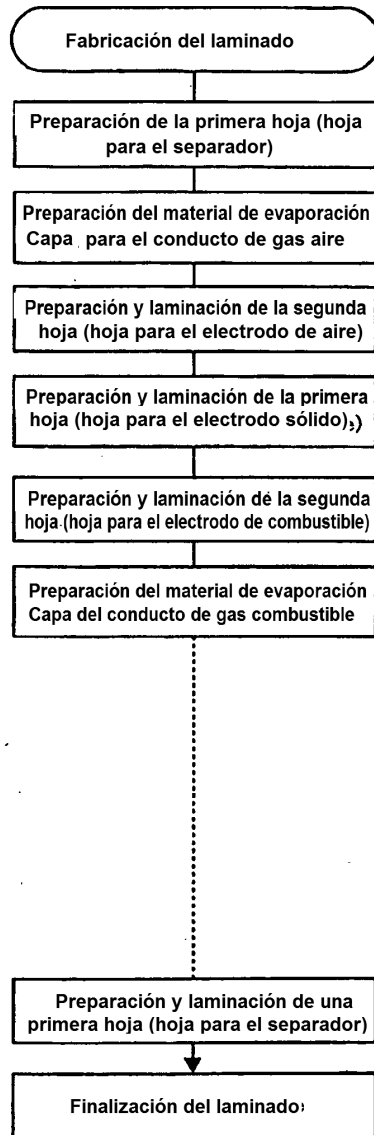 Fabricación del laminado
Preparación de la primera hoja (hoja
para el separador)
Preparación del material de evaporación
Capa para el conducto de gas aire
Preparación y laminación de la segunda
hoja (hoja para el electrodo de aire)
Preparación y laminación de la primera
hoja (hoja para el electrodo sólido),)
Preparación y laminación de la segunda
hoja (hoja para el electrodo de combustible)
Preparación del material de evaporación
Capa del conducto de gas combustible
Preparación y laminación de una
primera hoja (hoja para el separador)
Finalización del laminado